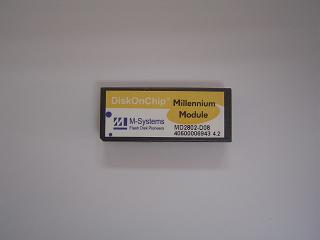 DiskOnChip®
Millennium
Module
M-Systems
Flash Disk Pioneers
MD2802-D08
40600006943 4.2